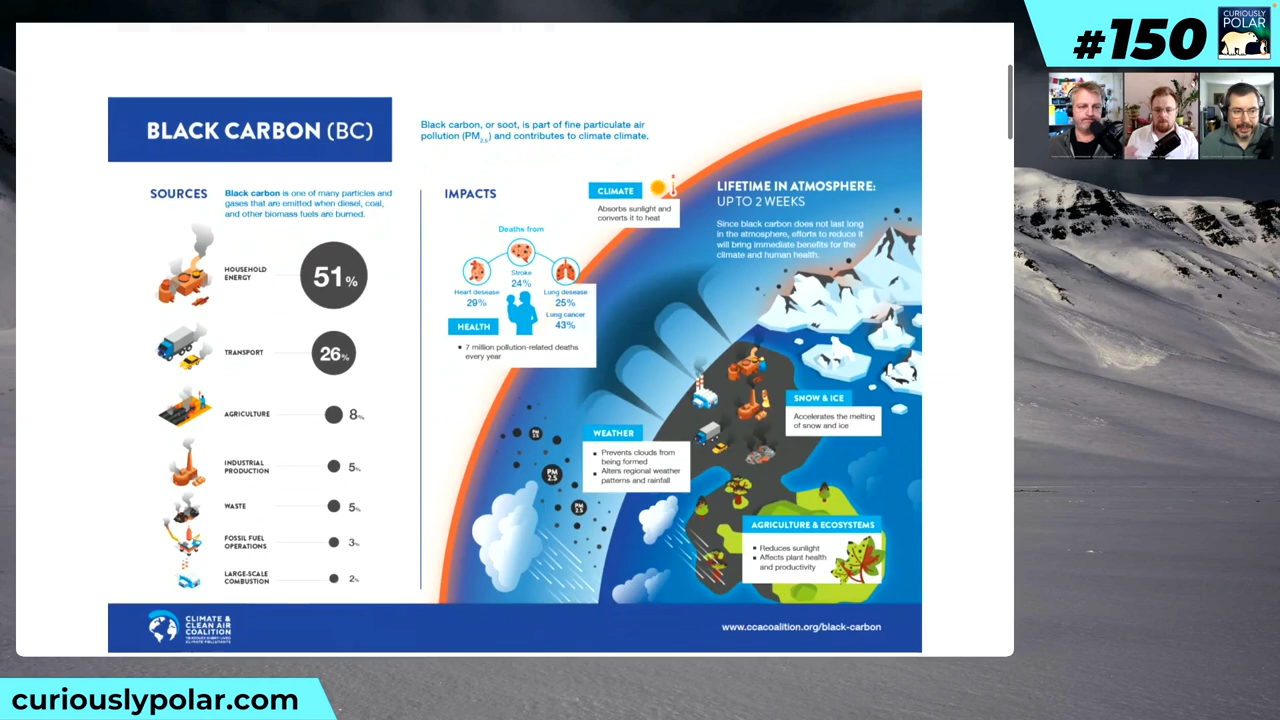 #150
CURIOUSLY
POLAR
BLACK CARBON (BC)
Black carbon, or soot, is part of fine particulate air
pollution (PM2.5) and contributes to climate climate.
SOURCES
Black carbon is one of many particles and
gases that are emitted when diesel, coal,
and other biomass fuels are burned.
HOUSEHOLD
ENERGY
51%
TRANSPORT
26%
AGRICULTURE
8%
INDUSTRIAL
PRODUCTION
5%
WASTE
5%
FOSSIL FUEL
OPERATIONS
3%
LARGE-SCALE
COMBUSTION
2%
IMPACTS
CLIMATE
Absorbs sunlight and
converts it to heat
Deaths from
Stroke
24%
Heart desease
29%
Lung desease
25%
Lung cancer
43%
HEALTH
▪ 7 million pollution-related deaths
every year
LIFETIME IN ATMOSPHERE:
UP TO 2 WEEKS
Since black carbon does not last long
in the atmosphere, efforts to reduce it
will bring immediate benefits for the
climate and human health.
PM
2.5
PM
2.5
PM
2.5
WEATHER
• Prevents clouds from
being formed
• Alters regional weather
patterns and rainfall
SNOW & ICE
Accelerates the melting
of snow and ice
AGRICULTURE & ECOSYSTEMS
▪ Reduces sunlight
▪ Affects plant health
and productivity
CLIMATE &
CLEAN AIR
COALITION
www.ccacoalition.org/black-carbon
curiouslypolar.com